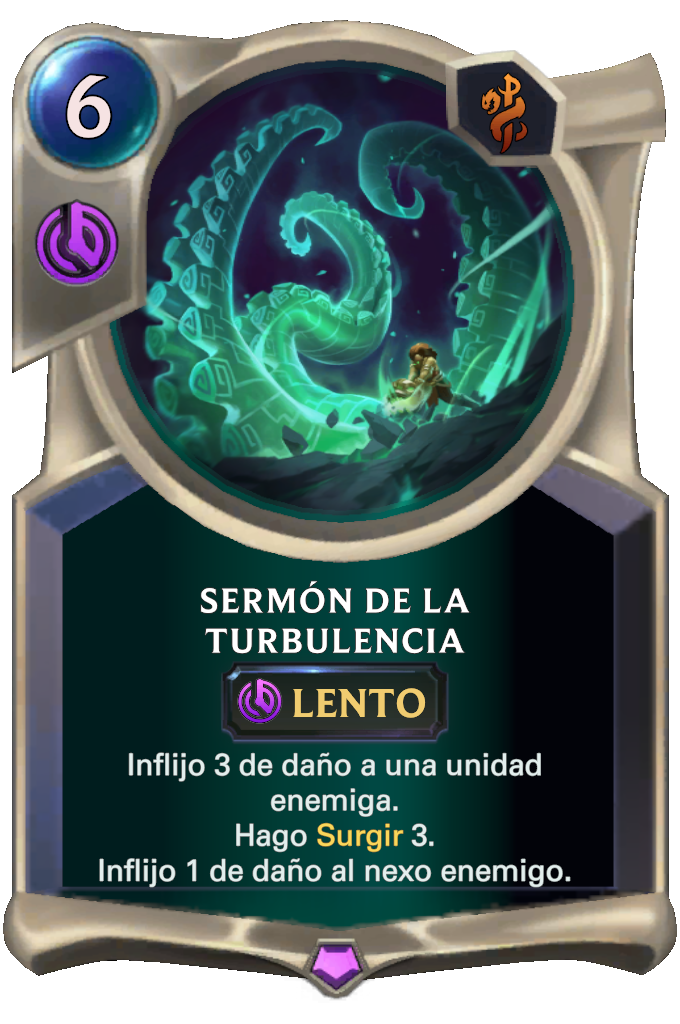 6
SERMÓN DE LA
TURBULENCIA
LENTO
Inflijo 3 de daño a una unidad
enemiga.
Hago Surgir 3.
Inflijo 1 de daño al nexo enemigo.